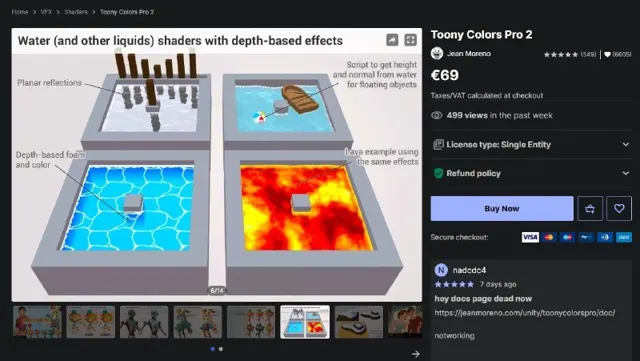 Home > VFX > Shaders > Toony Colors Pro 2
Water (and other liquids) shaders with depth-based effects
Planar reflections
Script to get height
and normal from water
for floating objects
Depth-based foam
and color
Lava example using
the same effects
6/14
Toony Colors Pro 2
Jean Moreno
(549) | (6605)
€69
Taxes/VAT calculated at checkout
499 views in the past week
License type: Single Entity
Refund policy
Buy Now
Secure checkout:
VISA
N nadcdc4
7 days ago
hey docs page dead now
https://jeanmoreno.com/unity/toonycolorspro/doc/
notworking